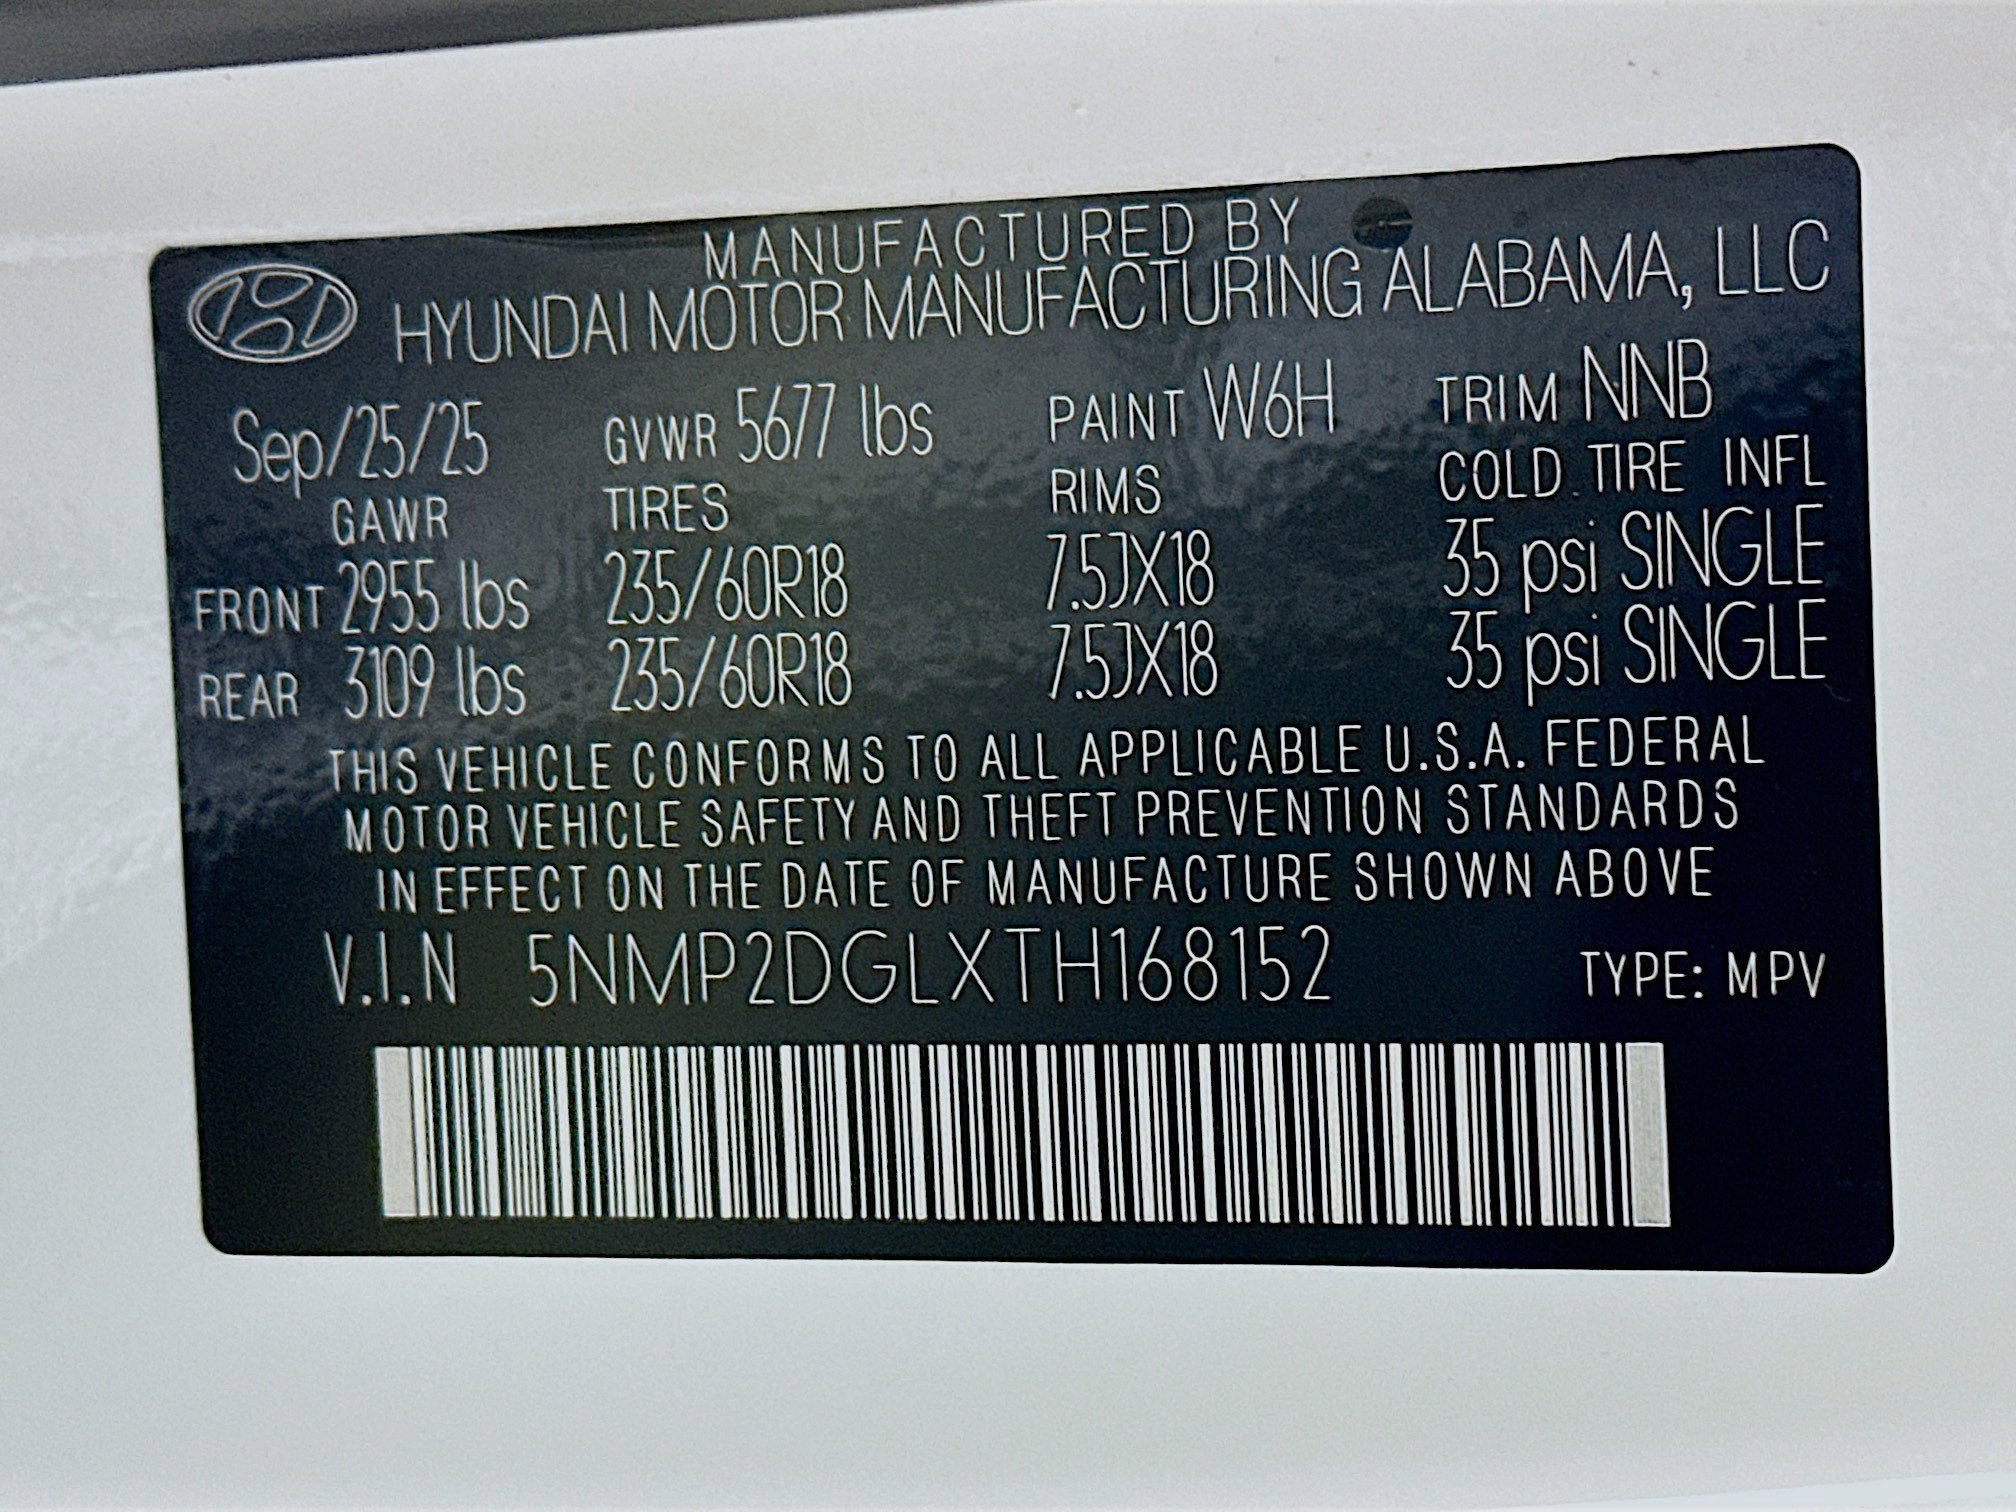 MANUFACTURED BY
HYUNDAI MOTOR MANUFACTURING ALABAMA, LLC
Sep/25/25 GVWR 5677 lbs PAINT W6H TRIM NNB
GAWR TIRES RIMS COLD TIRE INFL
FRONT 2955 lbs 235/60R18 7.5JX18 35 psi SINGLE
REAR 3109 lbs 235/60R18 7.5JX18 35 psi SINGLE
THIS VEHICLE CONFORMS TO ALL APPLICABLE U.S.A. FEDERAL
MOTOR VEHICLE SAFETY AND THEFT PREVENTION STANDARDS
IN EFFECT ON THE DATE OF MANUFACTURE SHOWN ABOVE
V.I.N 5NMP2DGLXTH168152 TYPE: MPV